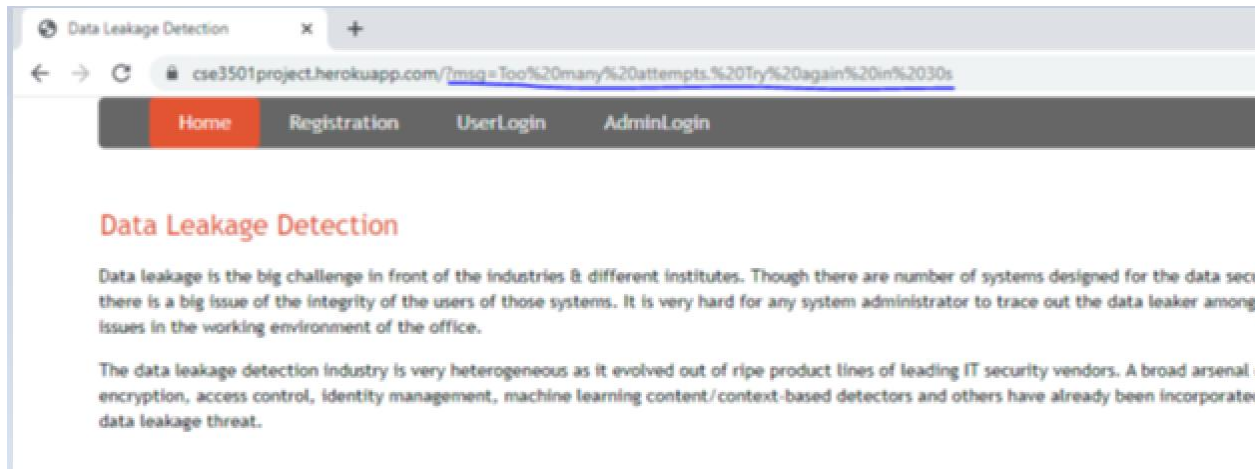 Data Leakage Detection
cse3501project.herokuapp.com/?msg=Too%20many%20attempts.%20Try%20again%20in%2030s
Home Registration UserLogin AdminLogin
Data Leakage Detection
Data leakage is the big challenge in front of the industries & different institutes. Though there are number of systems designed for the data secu
there is a big issue of the integrity of the users of those systems. It is very hard for any system administrator to trace out the data leaker among
issues in the working environment of the office.
The data leakage detection industry is very heterogeneous as it evolved out of ripe product lines of leading IT security vendors. A broad arsenal
encryption, access control, identity management, machine learning content/context-based detectors and others have already been incorporated
data leakage threat.